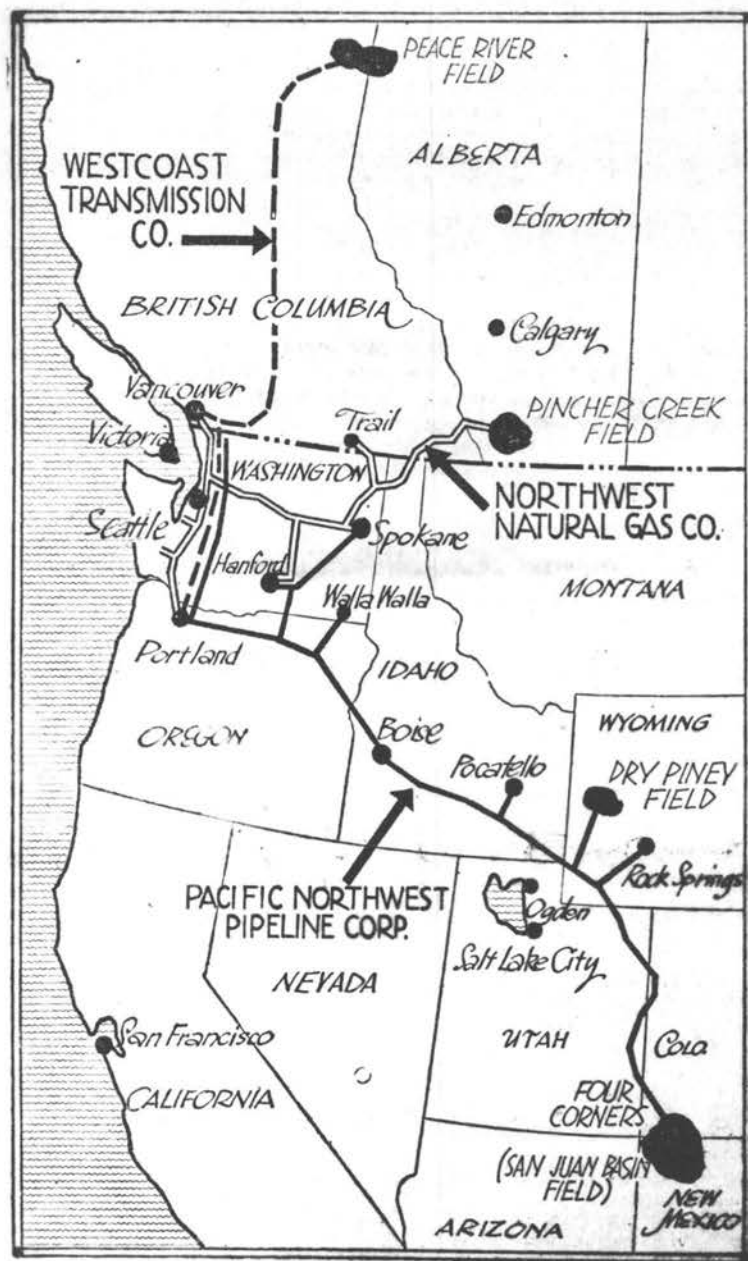 PEACE RIVER
FIELD
ALBERTA
WESTCOAST
TRANSMISSION
CO.
Edmonton
BRITISH COLUMBIA
Calgary
Vancouver
Trail
PINCHER CREEK
FIELD
Victoria
WASHINGTON
NORTHWEST
NATURAL GAS CO.
Seattle
Spokane
Hanford
Walla Walla
MONTANA
Portland
IDAHO
OREGON
WYOMING
Boise
Pocatello
DRY PINEY
FIELD
Rock Springs
PACIFIC NORTHWEST
PIPELINE CORP.
Ogden
Salt Lake City
NEVADA
San Francisco
UTAH
COLO.
CALIFORNIA
FOUR
CORNERS
(SAN JUAN BASIN
FIELD)
NEW
MEXICO
ARIZONA